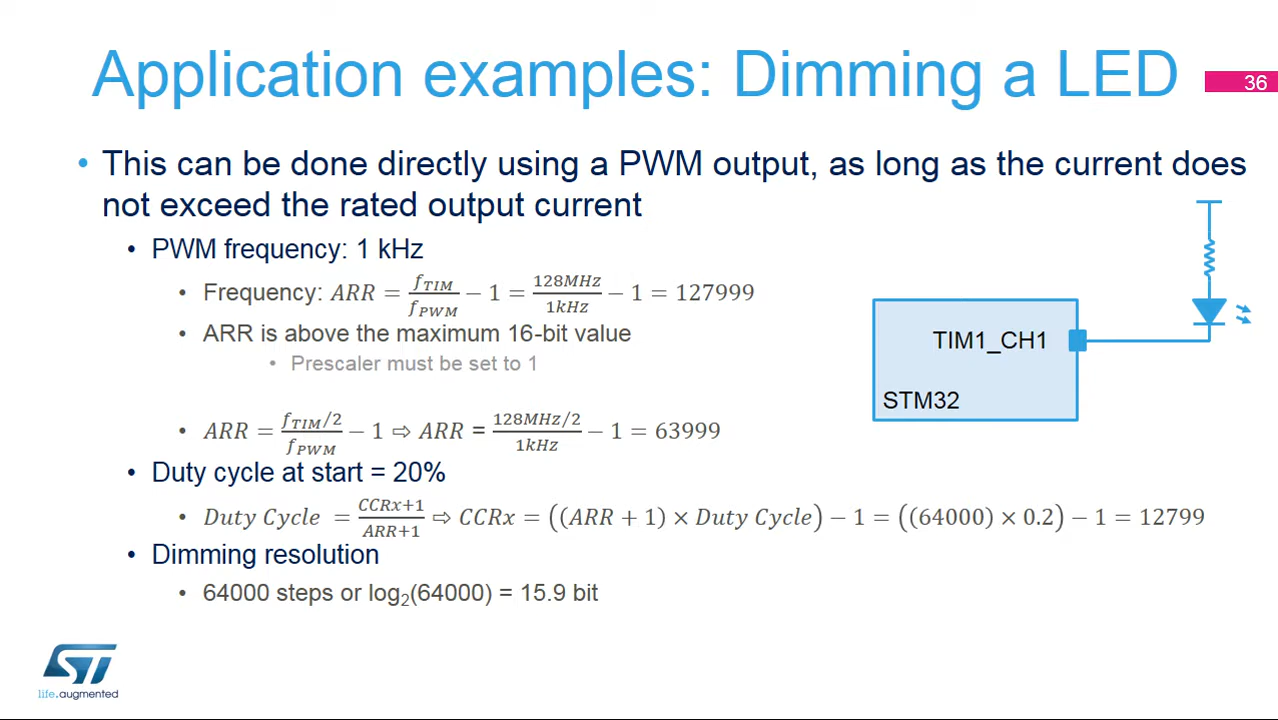 Application examples: Dimming a LED
36
• This can be done directly using a PWM output, as long as the current does
not exceed the rated output current
• PWM frequency: 1 kHz
• Frequency: ARR = f_TIM/f_PWM − 1 = 128MHz/1kHz − 1 = 127999
• ARR is above the maximum 16-bit value
• Prescaler must be set to 1
• ARR = (f_TIM/2)/f_PWM − 1 ⇨ ARR = (128MHz/2)/1kHz − 1 = 63999
• Duty cycle at start = 20%
• Duty Cycle = (CCRx+1)/(ARR+1) ⇨ CCRx = ((ARR + 1) × Duty Cycle) − 1 = ((64000) × 0.2) − 1 = 12799
• Dimming resolution
• 64000 steps or log₂(64000) = 15.9 bit
TIM1_CH1
STM32
ST
life.augmented